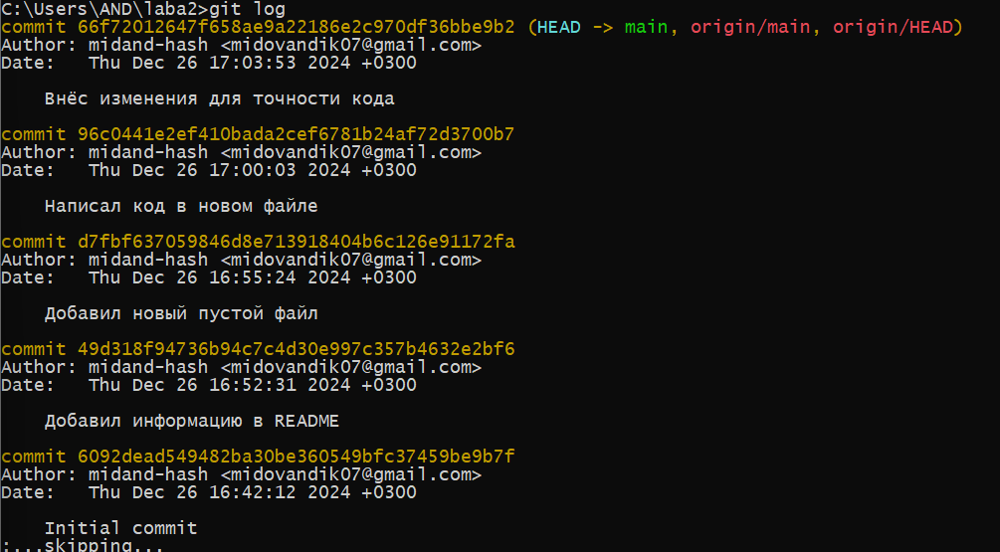 C:\Users\AND\laba2>git log
commit 66f72012647f658ae9a22186e2c970df36bbe9b2 (HEAD -> main, origin/main, origin/HEAD)
Author: midand-hash <midovandik07@gmail.com>
Date:   Thu Dec 26 17:03:53 2024 +0300
Внёс изменения для точности кода
commit 96c0441e2ef410bada2cef6781b24af72d3700b7
Author: midand-hash <midovandik07@gmail.com>
Date:   Thu Dec 26 17:00:03 2024 +0300
Написал код в новом файле
commit d7fbf637059846d8e713918404b6c126e91172fa
Author: midand-hash <midovandik07@gmail.com>
Date:   Thu Dec 26 16:55:24 2024 +0300
Добавил новый пустой файл
commit 49d318f94736b94c7c4d30e997c357b4632e2bf6
Author: midand-hash <midovandik07@gmail.com>
Date:   Thu Dec 26 16:52:31 2024 +0300
Добавил информацию в README
commit 6092dead549482ba30be360549bfc37459be9b7f
Author: midand-hash <midovandik07@gmail.com>
Date:   Thu Dec 26 16:42:12 2024 +0300
Initial commit
:...skipping...